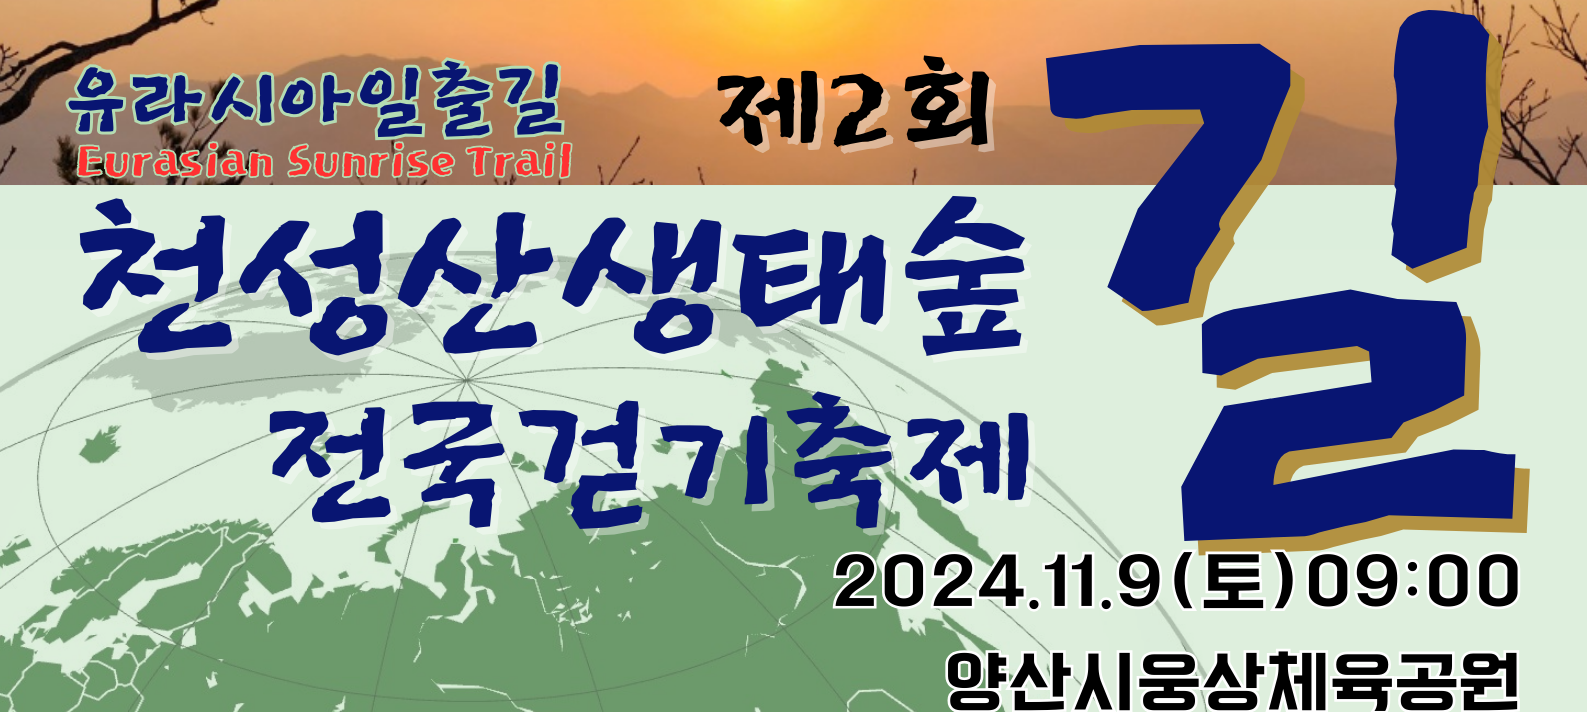 유라시아일출길
Eurasian Sunrise Trail
제2회
천성산생태숲
길
전국걷기축제
2024.11.9(토)09:00
양산시웅상체육공원